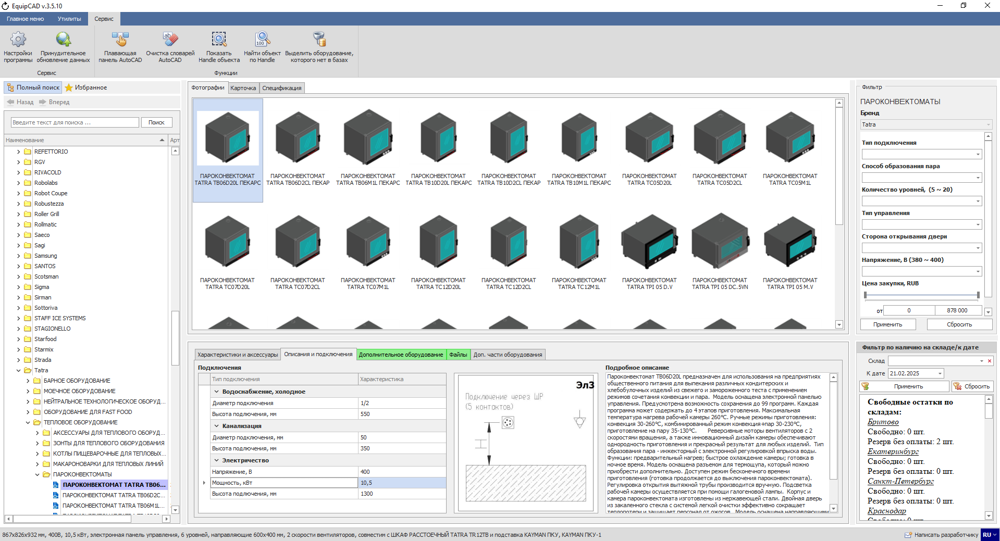 EquipCAD v.3.5.10
Главное меню
Утилиты
Сервис
Настройки
программы
Принудительное
обновление данных
Плавающая
панель AutoCAD
Очистка словарей
AutoCAD
Показать
Handle объекта
Найти объект
по Handle
Выделить оборудование,
которого нет в базах
Сервис
Функции
Полный поиск
Избранное
Назад
Вперед
Введите текст для поиска ...
Поиск
Наименование
Арт
REFETTORIO
RGV
RIVACOLD
Robolabs
Robot Coupe
Robustezza
Roller Grill
Rollmatic
Saeco
Sagi
Samsung
SANTOS
Scotsman
Sigma
Sirman
Sottoriva
STAFF ICE SYSTEMS
STAGIONELLO
Starfood
Starmix
Strada
Tatra
БАРНОЕ ОБОРУДОВАНИЕ
МОЕЧНОЕ ОБОРУДОВАНИЕ
НЕЙТРАЛЬНОЕ ТЕХНОЛОГИЧЕСКОЕ ОБОРУД...
ОБОРУДОВАНИЕ ДЛЯ FAST FOOD
ТЕПЛОВОЕ ОБОРУДОВАНИЕ
АКСЕССУАРЫ ДЛЯ ТЕПЛОВОГО ОБОРУД...
ЗОНТЫ ДЛЯ ТЕПЛОВОГО ОБОРУДОВАНИЯ
КОТЛЫ ПИЩЕВАРОЧНЫЕ ДЛЯ ТЕПЛОВЫХ...
МАКАРОНОВАРКИ ДЛЯ ТЕПЛОВЫХ ЛИНИЙ
ПАРОКОНВЕКТОМАТЫ
ПАРОКОНВЕКТОМАТ TATRA TB06...
ПАРОКОНВЕКТОМАТ TATRA TB06D2C...
ПАРОКОНВЕКТОМАТ TATRA TB06M1L...
Фотографии
Карточка
Спецификация
ПАРОКОНВЕКТОМАТ
TATRA TB06D20L ПЕКАРС
ПАРОКОНВЕКТОМАТ
TATRA TB06D2CL ПЕКАР
ПАРОКОНВЕКТОМАТ
TATRA TB06M1L ПЕКАРС
ПАРОКОНВЕКТОМАТ
TATRA TB10D20L ПЕКАРС
ПАРОКОНВЕКТОМАТ
TATRA TB10D2CL ПЕКАР
ПАРОКОНВЕКТОМАТ
TATRA TB10M1L ПЕКАРС
ПАРОКОНВЕКТОМАТ
TATRA TC05D20L
ПАРОКОНВЕКТОМАТ
TATRA TC05D2CL
ПАРОКОНВЕКТОМАТ
TATRA TC05M1L
ПАРОКОНВЕКТОМАТ
TATRA TC07D20L
ПАРОКОНВЕКТОМАТ
TATRA TC07D2CL
ПАРОКОНВЕКТОМАТ
TATRA TC07M1L
ПАРОКОНВЕКТОМАТ
TATRA TC12D20L
ПАРОКОНВЕКТОМАТ
TATRA TC12D2CL
ПАРОКОНВЕКТОМАТ
TATRA TC12M1L
ПАРОКОНВЕКТОМАТ
TATRA TPI 05 D.V
ПАРОКОНВЕКТОМАТ
TATRA TPI 05 DC.5VN
ПАРОКОНВЕКТОМАТ
TATRA TPI 05 M.V
Характеристики и аксессуары
Описания и подключения
Дополнительное оборудование
Файлы
Доп. части оборудования
Подключения
Тип подключения
Характеристика
Водоснабжение, холодное
Диаметр подключения
1/2
Высота подлючения, мм
550
Канализация
Диаметр подключения, мм
50
Высота подлючения, мм
350
Электричество
Напряжение, В
400
Мощность, кВт
10,5
Высота подлючения, мм
1300
Эл3
Подключение через ШР
(5 контактов)
H
Подробное описание
Пароконвектомат TB06D20L предназначен для использования на предприятиях
общественного питания для выпекания различных кондитерских и
хлебобулочных изделий из свежего и замороженного теста с применением
режимов сочетания конвекции и пара. Модель оснащена электронной панелью
управления. Предусмотрена возможность сохранения до 99 программ. Каждая
программа может содержать до 4 этапов приготовления. Максимальная
температура нагрева рабочей камеры 260°С. Ручные режимы приготовления:
конвекция 30-260°С, комбинированный режим конвекция+пар 30-230°С,
приготовление на пару 35-130°С. Реверсивные моторы вентиляторов с 2
скоростями вращения, а также инновационный дизайн камеры обеспечивают
однородность приготовления и прекрасный результат для любых изделий. Тип
образования пара - инжекторный с электронной регулировкой впрыска воды.
Функции: предварительный нагрев; быстрое охлаждение камеры; готовка в
ночное время. Модель оснащена разъемом для термощупа, который можно
приобрести дополнительно. Доступен режим бесконечного времени
приготовления (готовка продолжается до выключения пароконвектомата).
Регулировка открытия вытяжной трубы производится вручную. Подсветка
рабочей камеры осуществляется при помощи галогеновой лампы. Корпус и
камера пароконвектомата изготовлены из нержавеющей стали. Двойная дверь
из закаленного стекла с системой легкой очистки эффективно сокращает
теплопотери и защищает персонал от ожогов. Модель оснащена направляющими
Фильтр
ПАРОКОНВЕКТОМАТЫ
Бренд
Tatra
Тип подключения
Способ образования пара
Количество уровней, (5 ~ 20)
Тип управления
Сторона открывания двери
Напряжение, В (380 ~ 400)
Цена закупки, RUB
от
0
878 000
Применить
Сбросить
Фильтр по наличию на складе/к дате
Склад
К дате
21.02.2025
Применить
Сбросить
Свободные остатки по
складам:
Бритово
Свободно: 0 шт.
Резерв без оплаты: 2 шт.
Екатеринбург
Свободно: 0 шт.
Резерв без оплаты: 0 шт.
Санкт-Петербург
Свободно: 0 шт.
Резерв без оплаты: 0 шт.
Краснодар
867x826x932 мм, 400В, 10,5 кВт, электронная панель управления, 6 уровней, направляющие 600x400 мм, 2 скорости вентиляторов, совместим с ШКАФ РАССТОЕЧНЫЙ TATRA TR12TB и подставка KAYMAN ПКУ, KAYMAN ПКУ-1
Написать разработчику
RU